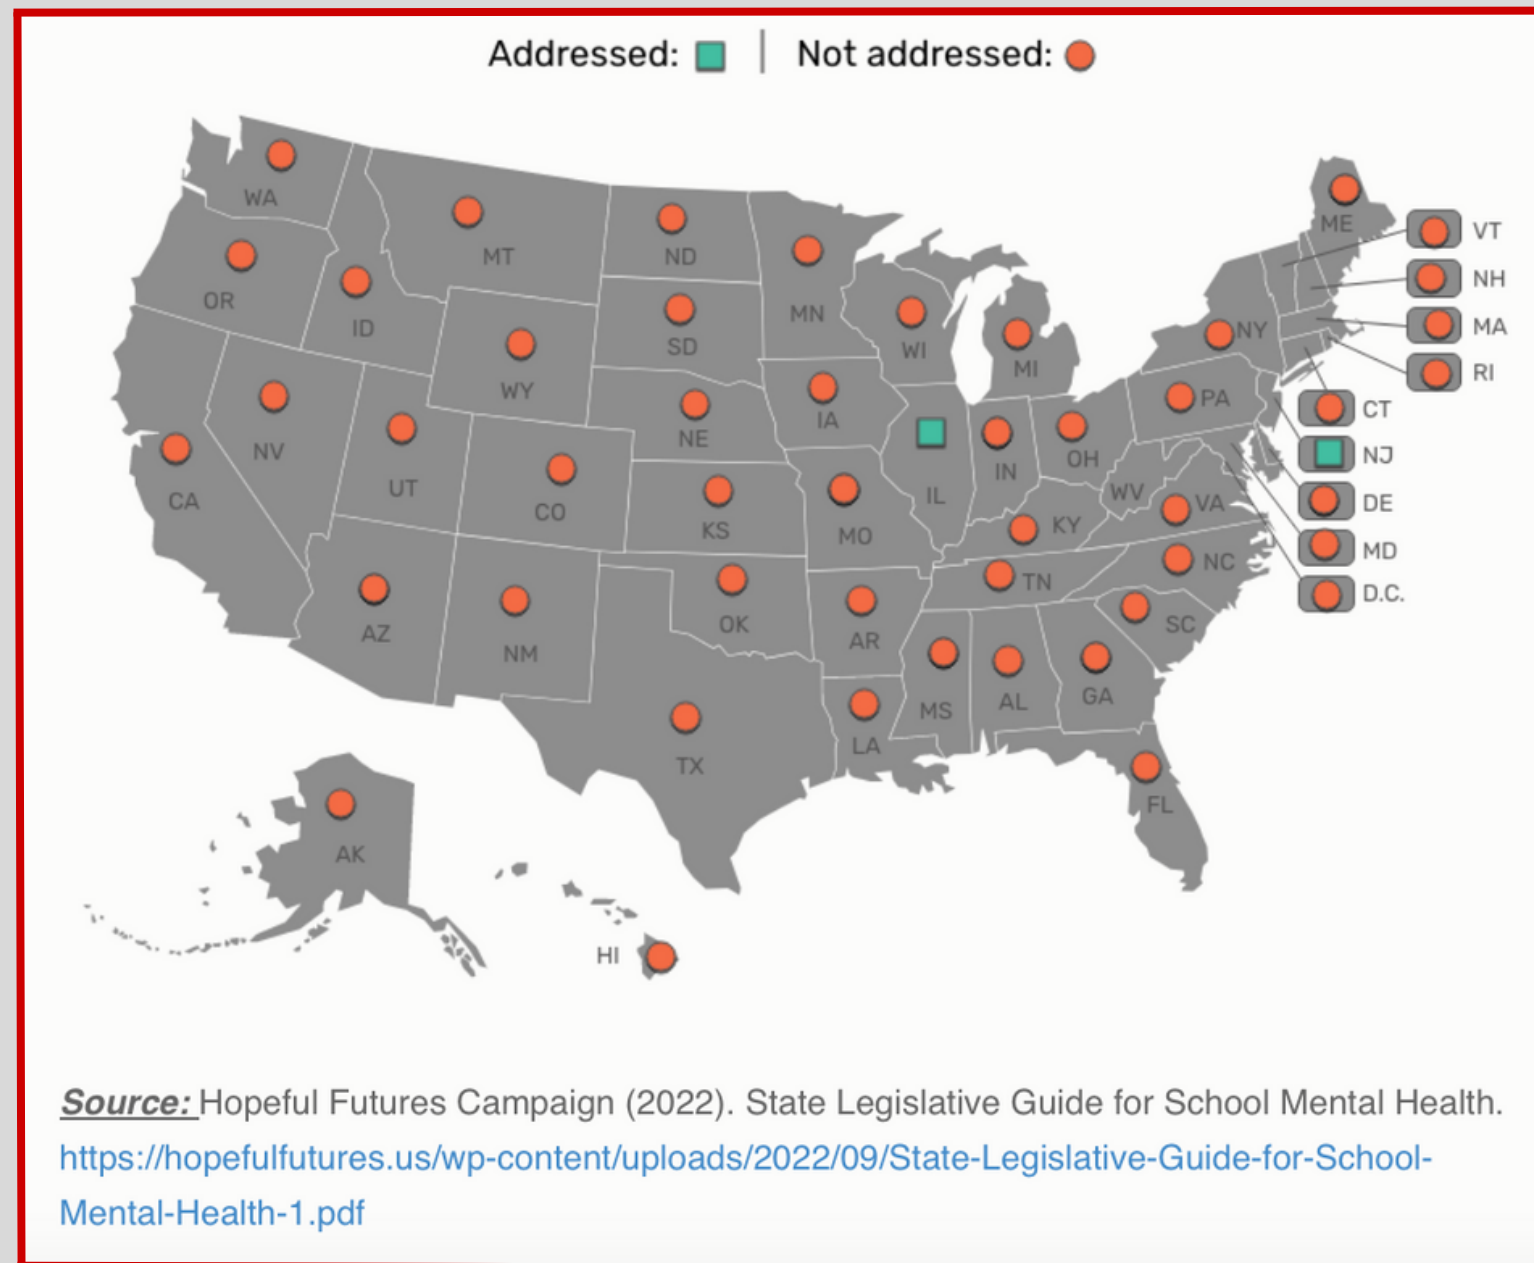 Addressed: | Not addressed:
WA
MT
ND
ME
VT
OR
ID
MN
NH
SD
WI
NY
MA
WY
MI
RI
NV
NE
IA
PA
CT
UT
OH
NJ
CA
CO
KS
MO
IL
IN
WV
VA
DE
KY
MD
AZ
NM
OK
AR
TN
NC
D.C.
SC
TX
LA
MS
AL
GA
FL
AK
HI
Source: Hopeful Futures Campaign (2022). State Legislative Guide for School Mental Health.
https://hopefulfutures.us/wp-content/uploads/2022/09/State-Legislative-Guide-for-School-
Mental-Health-1.pdf